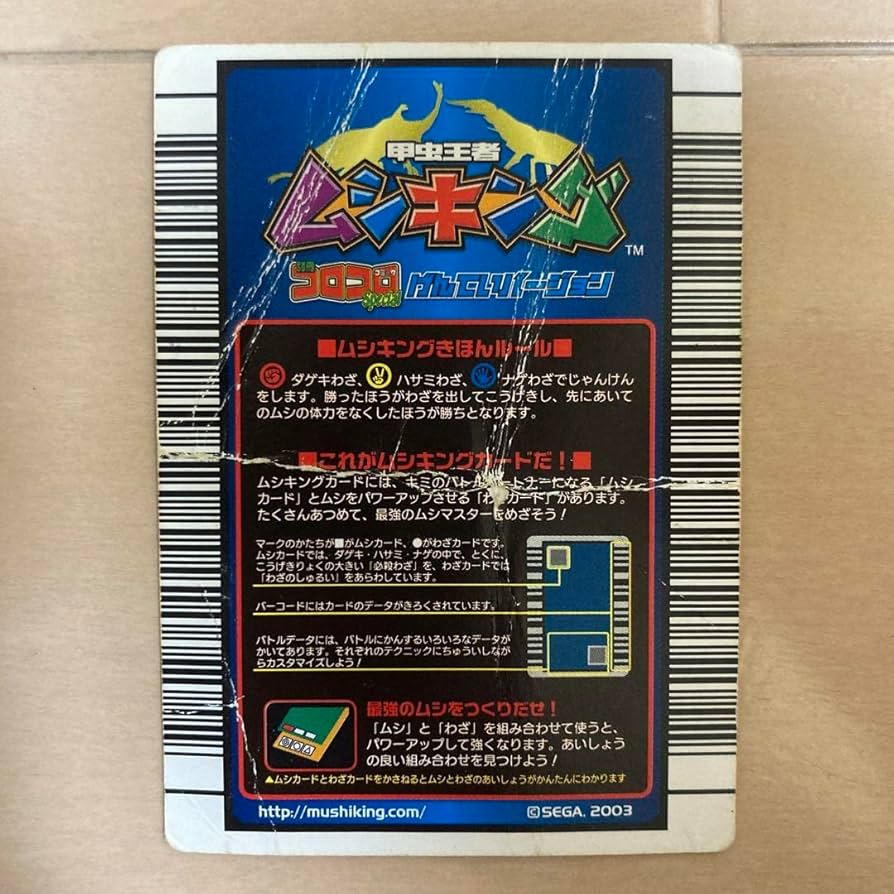 甲虫王者
ムシキング
TM
別冊コロコロコミックSpecial げんていバージョン
■ムシキングきほんルール■
ダゲキわざ、ハサミわざ、ナゲわざでじゃんけん
をします。勝ったほうがわざを出してこうげきし、先にあいて
のムシの体力をなくしたほうが勝ちとなります。
■これがムシキングカードだ!■
ムシキングカードには、キミのバトルパートナーになる「ムシ
カード」とムシをパワーアップさせる「わざカード」があります。
たくさんあつめて、最強のムシマスターをめざそう!
マークのかたちが■がムシカード、●がわざカードです。
ムシカードでは、ダゲキ・ハサミ・ナゲの中で、とくに、
こうげきりょくの大きい「必殺わざ」を、わざカードでは
「わざのしゅるい」をあらわしています。
バーコードにはカードのデータがきろくされています。
バトルデータには、バトルにかんするいろいろなデータが
かいてあります。それぞれのテクニックにちゅういしなが
らカスタマイズしよう!
最強のムシをつくりだせ!
「ムシ」と「わざ」を組み合わせて使うと、
パワーアップして強くなります。あいしょう
の良い組み合わせを見つけよう!
▲ムシカードとわざカードをかさねるとムシとわざのあいしょうがかんたんにわかります
http://mushiking.com/
©SEGA, 2003